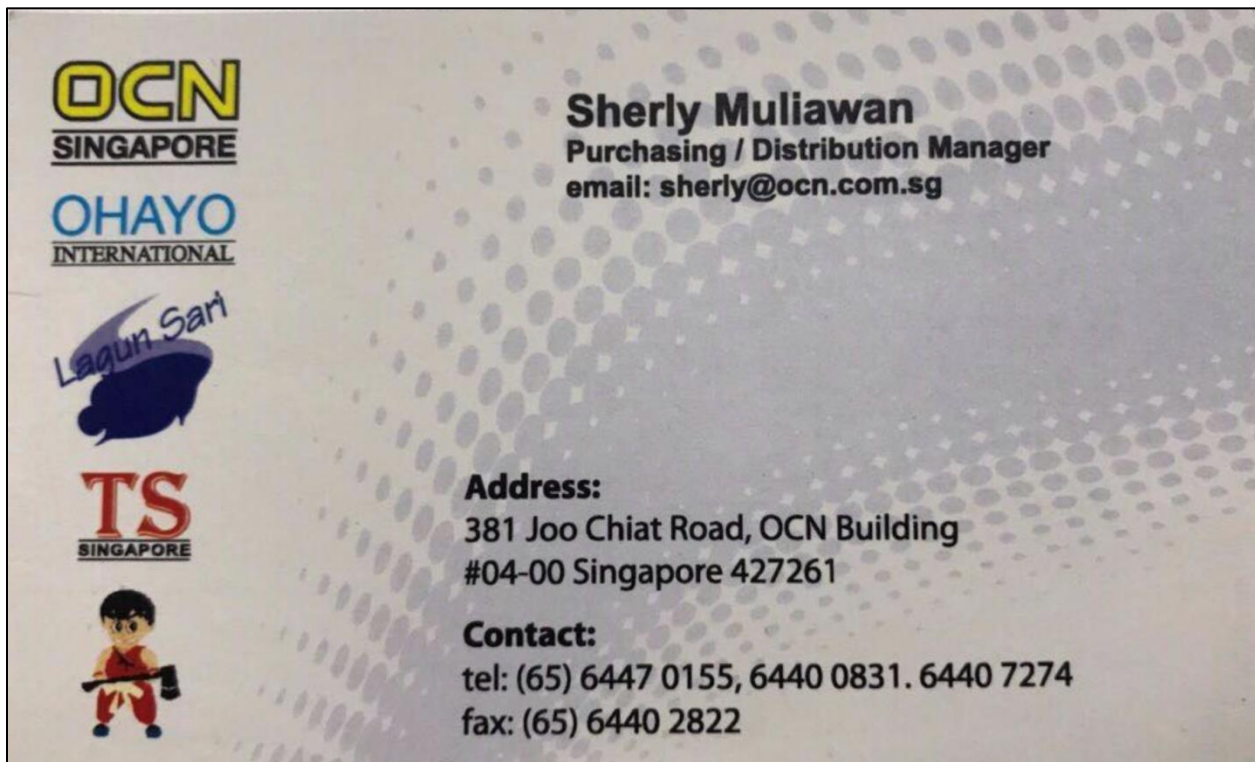 OCN
SINGAPORE
OHAYO
INTERNATIONAL
Lagun Sari
TS
SINGAPORE
Sherly Muliawan
Purchasing / Distribution Manager
email: sherly@ocn.com.sg
Address:
381 Joo Chiat Road, OCN Building
#04-00 Singapore 427261
Contact:
tel: (65) 6447 0155, 6440 0831. 6440 7274
fax: (65) 6440 2822